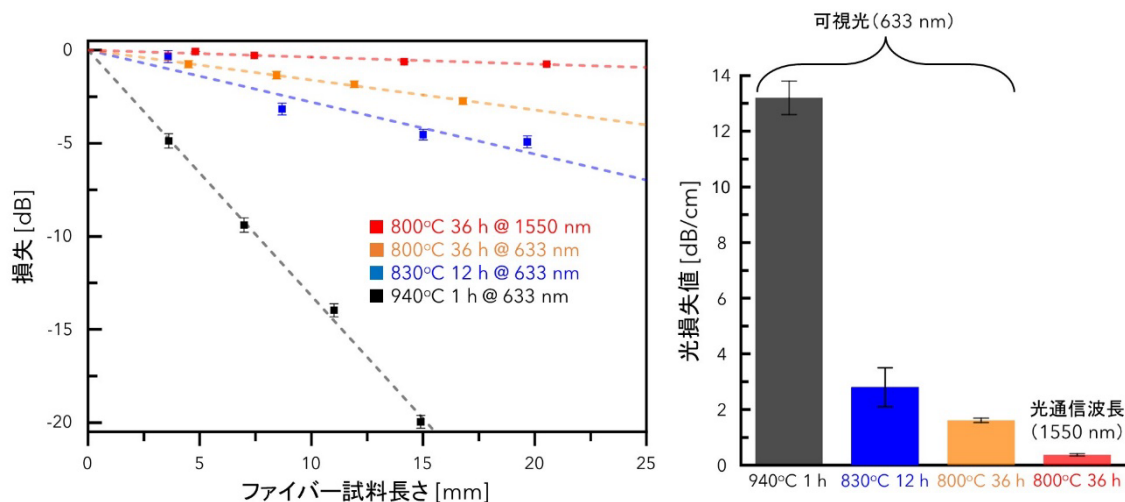 0
-5
-10
-15
-20
損失 [dB]
0 5 10 15 20 25
ファイバー試料長さ [mm]
800°C 36 h @ 1550 nm
800°C 36 h @ 633 nm
830°C 12 h @ 633 nm
940°C 1 h @ 633 nm
可視光（633 nm）
14
12
10
8
6
4
2
0
光損失値 [dB/cm]
光通信波長
（1550 nm）
940°C 1 h 830°C 12 h 800°C 36 h 800°C 36 h